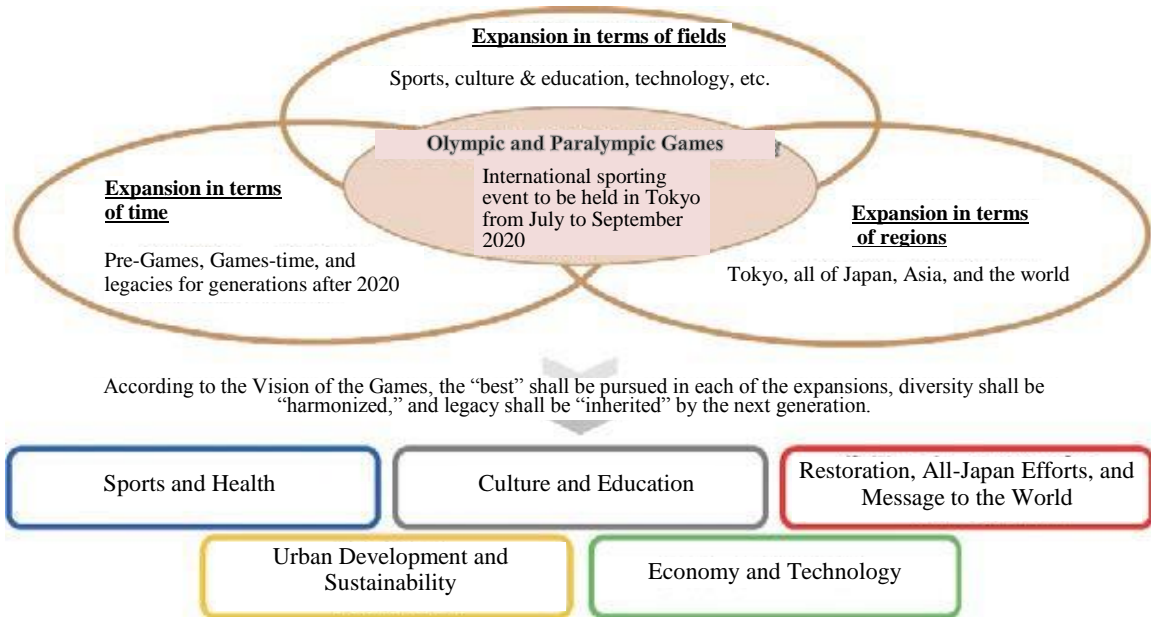 Expansion in terms of fields
Sports, culture & education, technology, etc.
Olympic and Paralympic Games
International sporting
event to be held in Tokyo
from July to September
2020
Expansion in terms
of time
Pre-Games, Games-time, and
legacies for generations after 2020
Expansion in terms
of regions
Tokyo, all of Japan, Asia, and the world
According to the Vision of the Games, the “best” shall be pursued in each of the expansions, diversity shall be
“harmonized,” and legacy shall be “inherited” by the next generation.
Sports and Health
Culture and Education
Restoration, All-Japan Efforts, and
Message to the World
Urban Development and
Sustainability
Economy and Technology